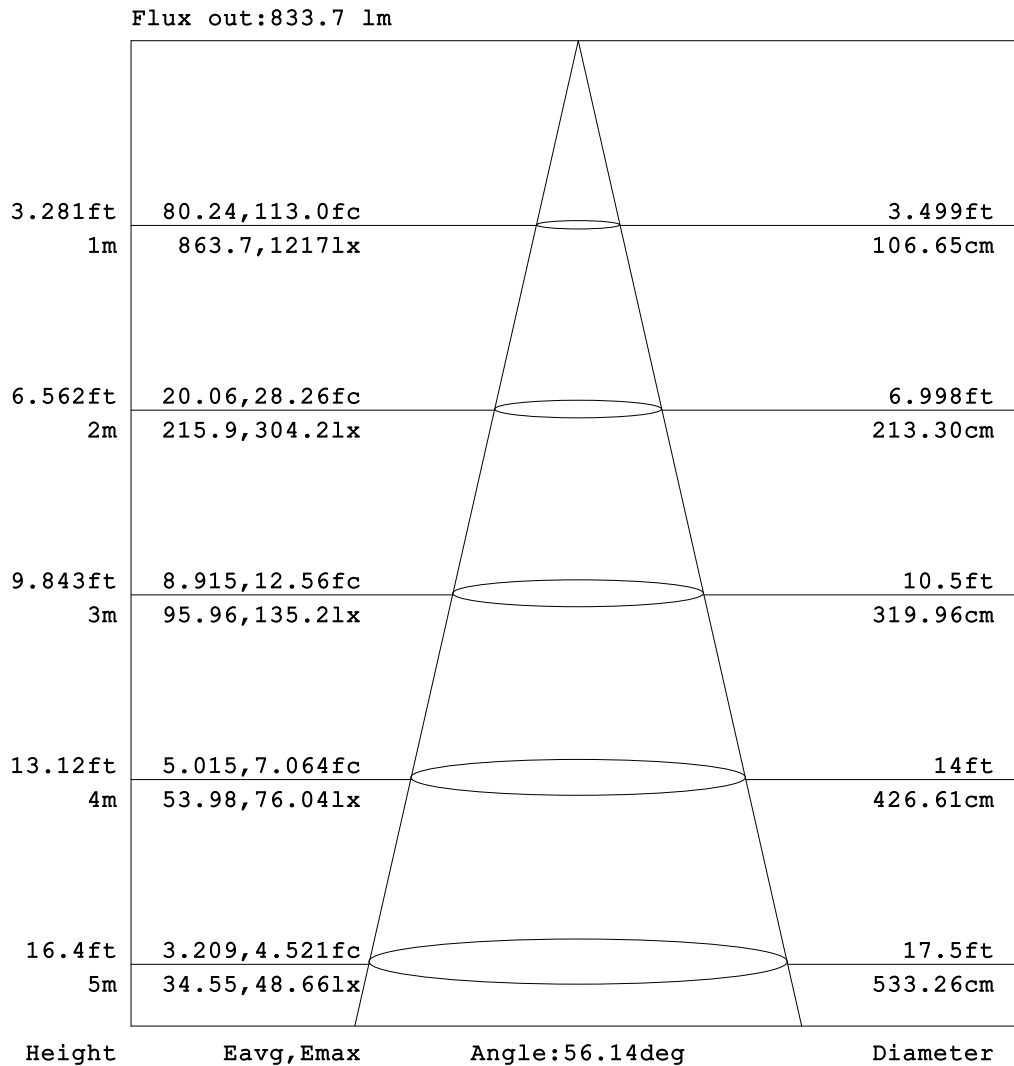 Flux out:833.7 lm
3.281ft 80.24,113.0fc 3.499ft
1m 863.7,1217lx 106.65cm
6.562ft 20.06,28.26fc 6.998ft
2m 215.9,304.2lx 213.30cm
9.843ft 8.915,12.56fc 10.5ft
3m 95.96,135.2lx 319.96cm
13.12ft 5.015,7.064fc 14ft
4m 53.98,76.04lx 426.61cm
16.4ft 3.209,4.521fc 17.5ft
5m 34.55,48.66lx 533.26cm
Height Eavg,Emax Angle:56.14deg Diameter